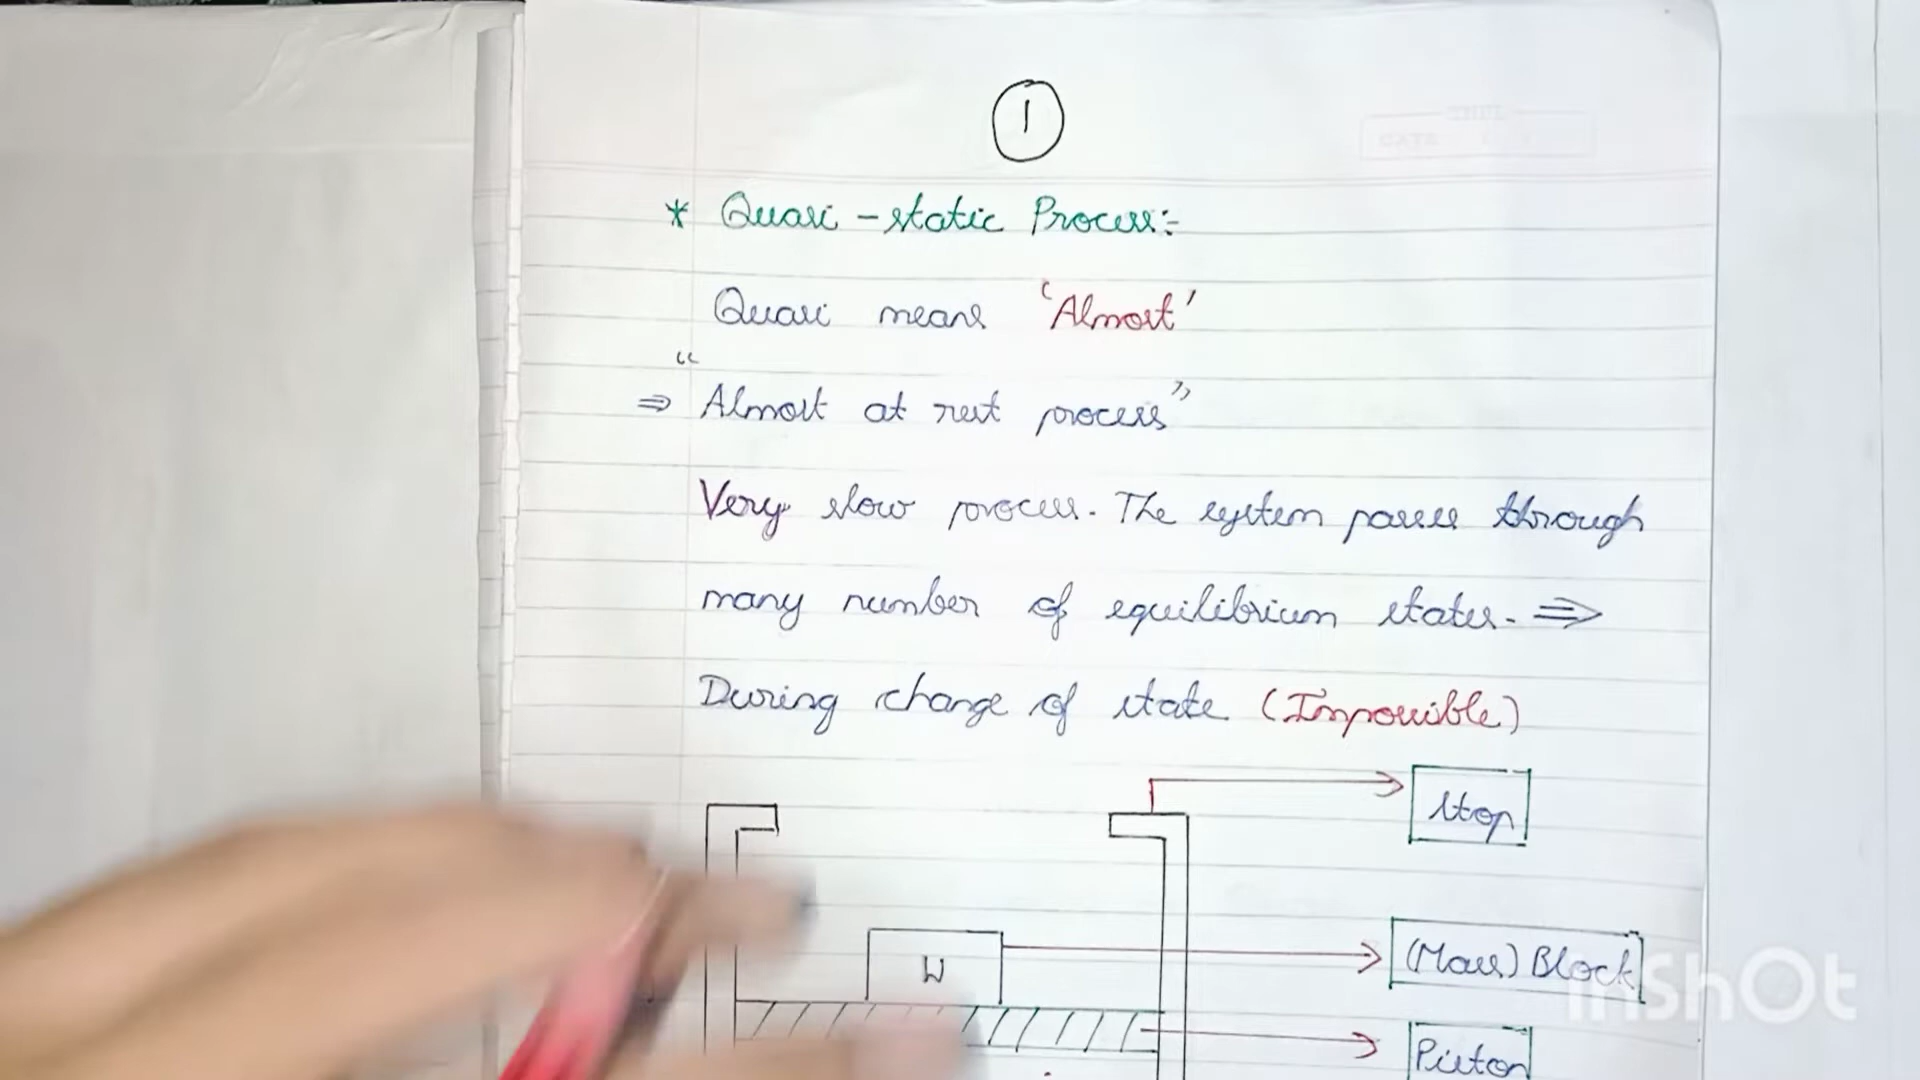 1
* Quasi - static Process:-
Quasi means 'Almost'
⇒ "Almost at rest process"
Very slow process. The system passes through
many number of equilibrium states. ⇒
During change of state (Impossible)
Stop
W
(Mass) Block
Piston
InShOt